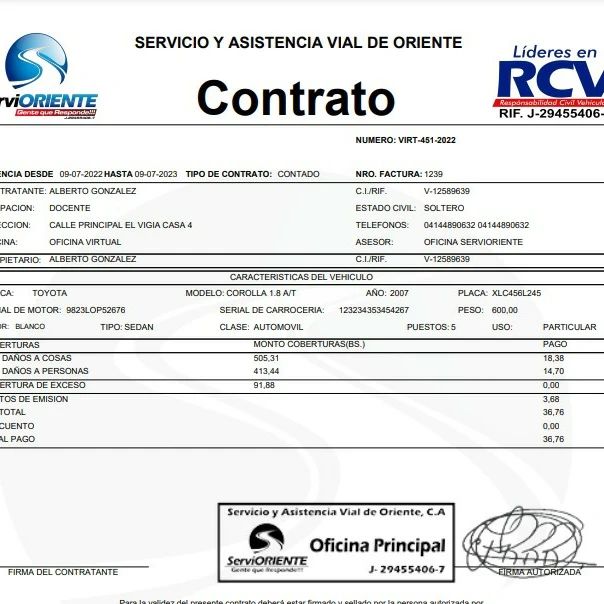 SERVICIO Y ASISTENCIA VIAL DE ORIENTE
Líderes en
RCV
Responsabilidad Civil Vehicul
RIF. J-29455406-
erviORIENTE
Gente que Responde!!!
J-29455406-7
Contrato
NUMERO: VIRT-451-2022
ENCIA DESDE 09-07-2022 HASTA 09-07-2023 TIPO DE CONTRATO: CONTADO NRO. FACTURA: 1239
TRATANTE: ALBERTO GONZALEZ C.I./RIF. V-12589639
PACION: DOCENTE ESTADO CIVIL: SOLTERO
ECCION: CALLE PRINCIPAL EL VIGIA CASA 4 TELEFONOS: 04144890632 04144890632
INA: OFICINA VIRTUAL ASESOR: OFICINA SERVIORIENTE
PIETARIO: ALBERTO GONZALEZ C.I./RIF. V-12589639
CARACTERISTICAS DEL VEHICULO
CA: TOYOTA MODELO: COROLLA 1.8 A/T AÑO: 2007 PLACA: XLC456L245
AL DE MOTOR: 9823LOP52676 SERIAL DE CARROCERIA: 123234353454267 PESO: 600,00
OR: BLANCO TIPO: SEDAN CLASE: AUTOMOVIL PUESTOS: 5 USO: PARTICULAR
ERTURAS MONTO COBERTURAS(BS.) PAGO
DAÑOS A COSAS 505,31 18,38
DAÑOS A PERSONAS 413,44 14,70
ERTURA DE EXCESO 91,88 0,00
TOS DE EMISION 3,68
TOTAL 36,76
CUENTO 0,00
AL PAGO 36,76
Servicio y Asistencia Vial de Oriente, C.A
ServiORIENTE
Gente que Responde!!!
Oficina Principal
J- 29455406-7
FIRMA DEL CONTRATANTE FIRMA AUTORIZADA
Para la validez del presente contrato deberá estar firmado y sellado por la persona autorizada por